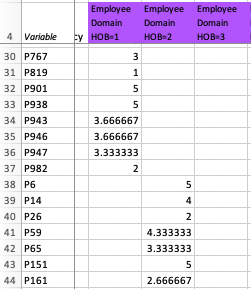 Employee Employee Employee
Domain Domain Domain
4 Variable cy HOB=1 HOB=2 HOB=3
30 P767 3
31 P819 1
32 P901 5
33 P938 5
34 P943 3.666667
35 P946 3.666667
36 P947 3.333333
37 P982 2
38 P6 5
39 P14 4
40 P26 2
41 P59 4.333333
42 P65 3.333333
43 P151 5
44 P161 2.666667